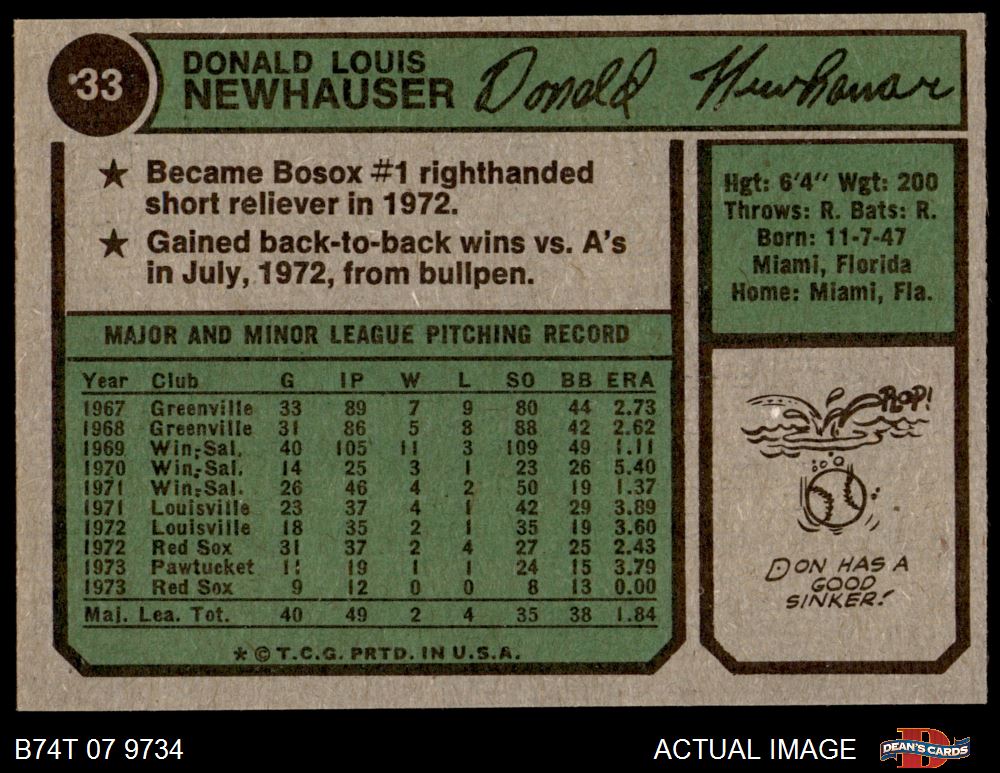 33
DONALD LOUIS
NEWHAUSER
Donald Newhauser
★ Became Bosox #1 righthanded
short reliever in 1972.
★ Gained back-to-back wins vs. A's
in July, 1972, from bullpen.
Hgt: 6'4" Wgt: 200
Throws: R. Bats: R.
Born: 11-7-47
Miami, Florida
Home: Miami, Fla.
MAJOR AND MINOR LEAGUE PITCHING RECORD
Year Club G IP W L SO BB ERA
1967 Greenville 33 89 7 9 80 44 2.73
1968 Greenville 31 86 5 8 88 42 2.62
1969 Win-Sal. 40 105 11 3 109 49 1.11
1970 Win-Sal. 14 25 3 1 23 26 5.40
1971 Win-Sal. 26 46 4 2 50 19 1.37
1971 Louisville 23 37 4 1 42 29 3.89
1972 Louisville 18 35 2 1 35 19 3.60
1972 Red Sox 31 37 2 4 27 25 2.43
1973 Pawtucket 11 19 1 1 24 15 3.79
1973 Red Sox 9 12 0 0 8 13 0.00
Maj. Lea. Tot. 40 49 2 4 35 38 1.84
* © T.C.G. PRTD. IN U.S.A.
PLOP!
DON HAS A
GOOD
SINKER!
B74T 07 9734
ACTUAL IMAGE
DEAN'S CARDS